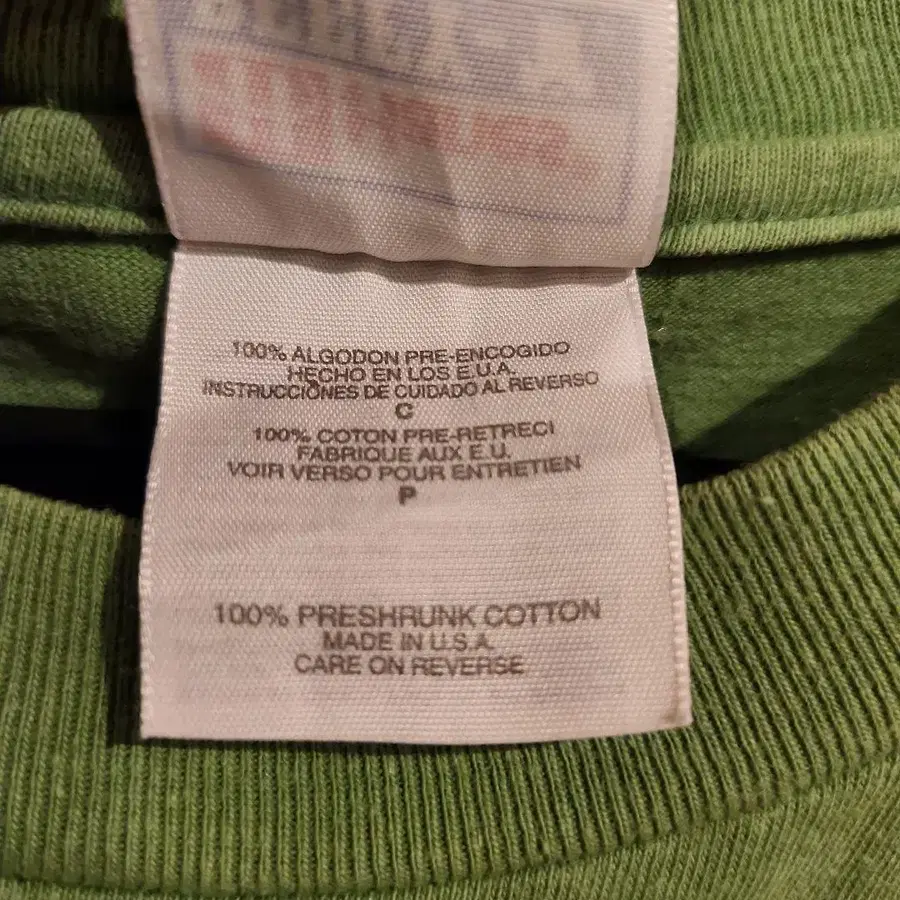 100% ALGODON PRE-ENCOGIDO
HECHO EN LOS E.U.A.
INSTRUCCIONES DE CUIDADO AL REVERSO
C
100% COTON PRE-RETRECI
FABRIQUE AUX E.U.
VOIR VERSO POUR ENTRETIEN
P
100% PRESHRUNK COTTON
MADE IN U.S.A.
CARE ON REVERSE